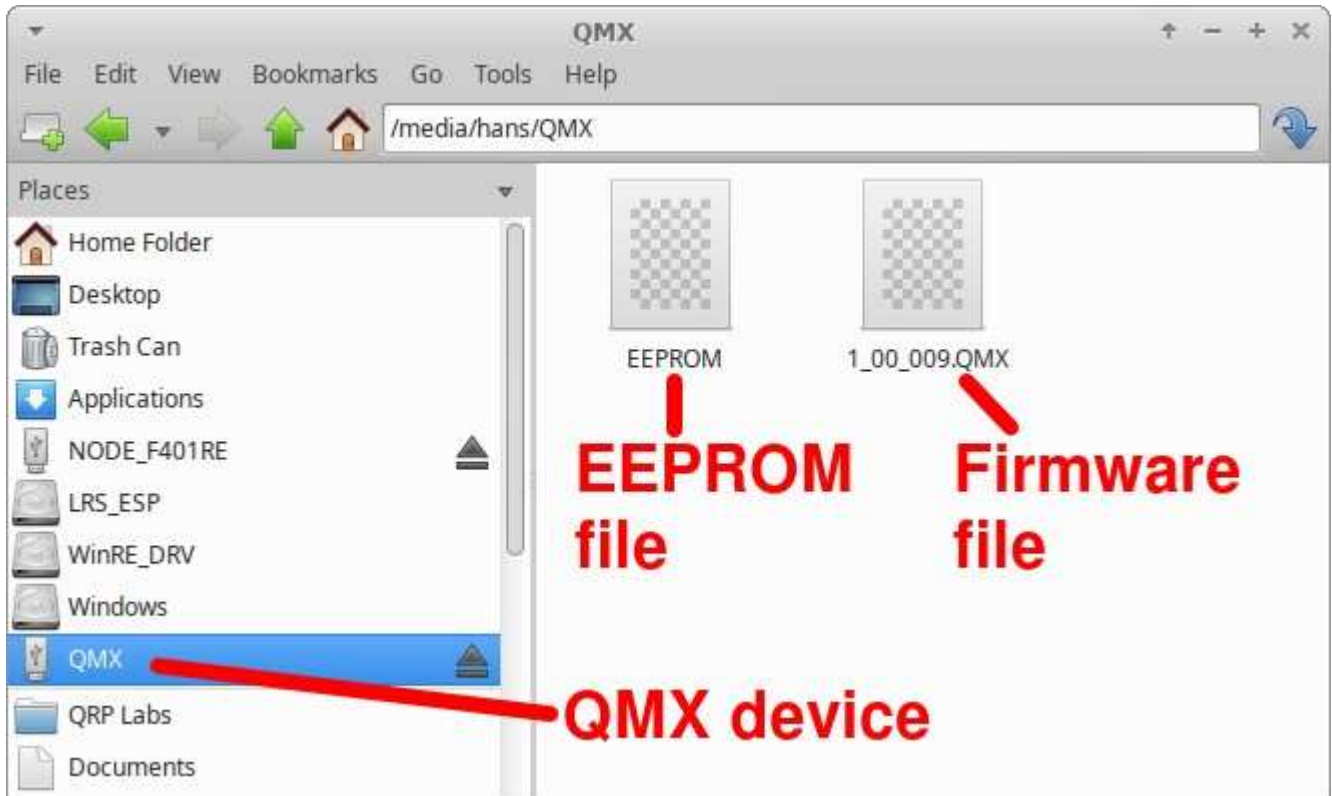 QMX
File Edit View Bookmarks Go Tools Help
/media/hans/QMX
Places
Home Folder
Desktop
Trash Can
Applications
NODE_F401RE
LRS_ESP
WinRE_DRV
Windows
QMX
QRP Labs
Documents
EEPROM
1_00_009.QMX
EEPROM
file
Firmware
file
QMX device